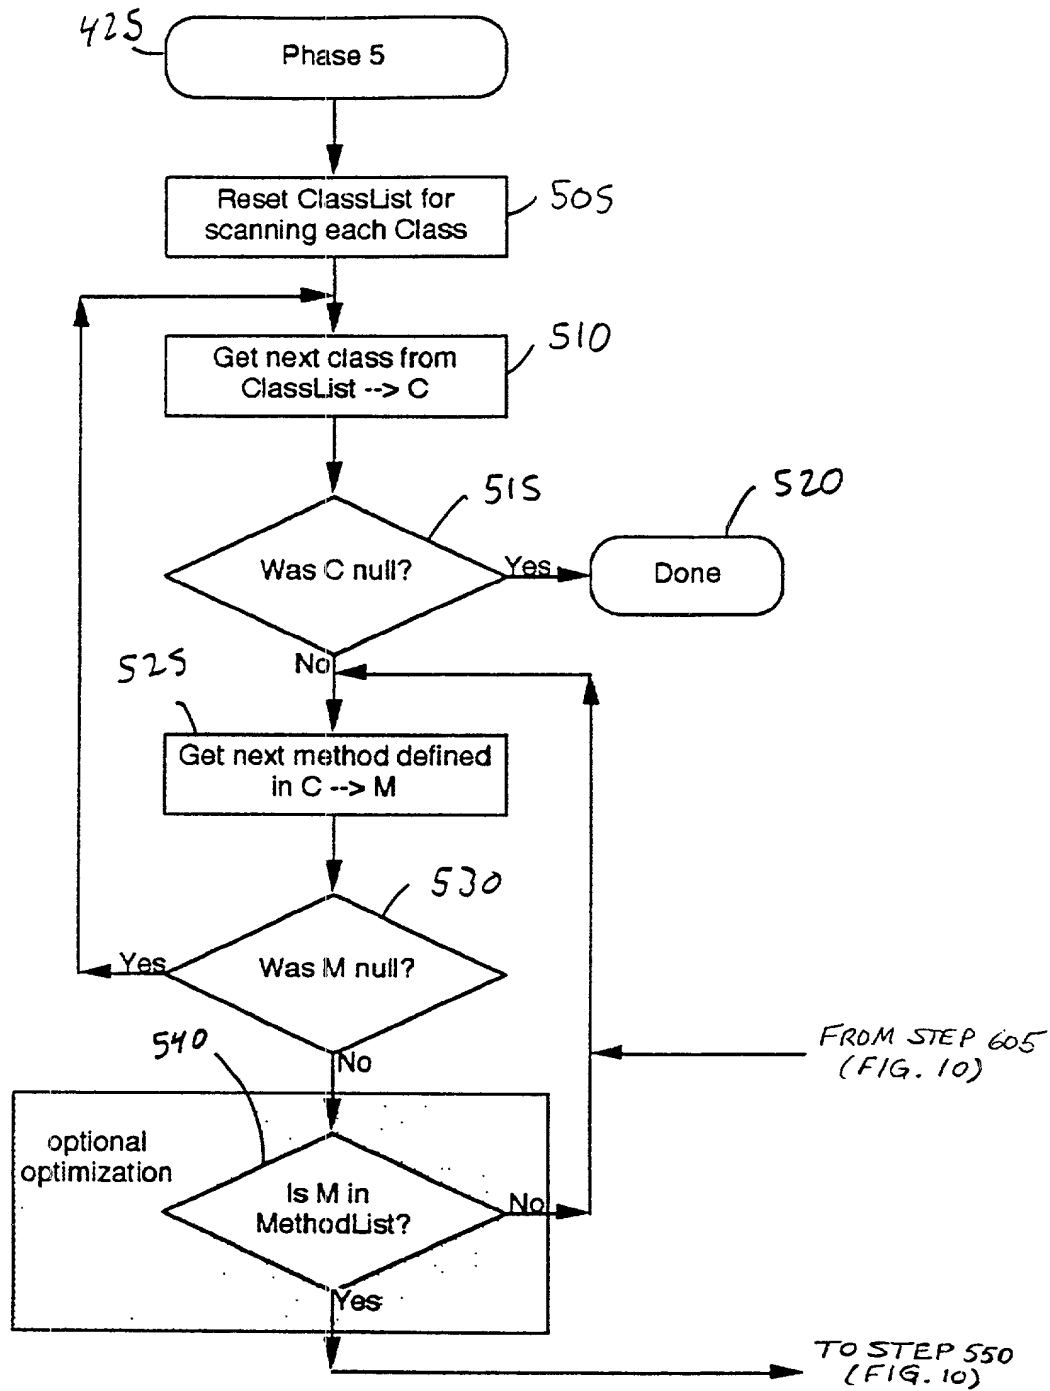 425
Phase 5
Reset ClassList for
scanning each Class
505
Get next class from
ClassList --> C
510
515
Was C null?
Yes
520
Done
No
525
Get next method defined
in C --> M
530
Was M null?
Yes
No
FROM STEP 605
(FIG. 10)
540
optional
optimization
Is M in
MethodList?
No
Yes
TO STEP 550
(FIG. 10)